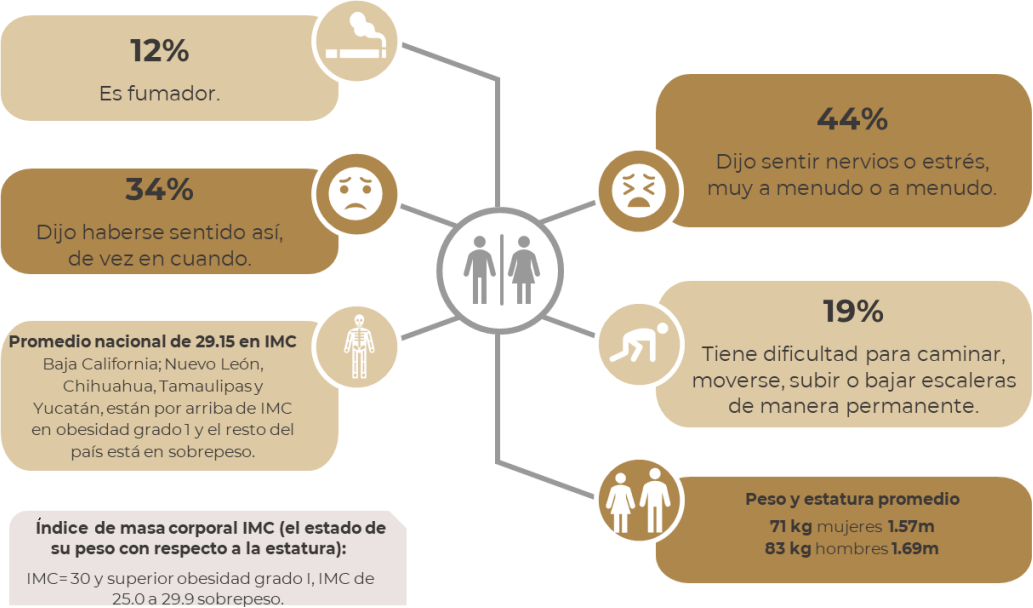 12%
Es fumador.
34%
Dijo haberse sentido así,
de vez en cuando.
Promedio nacional de 29.15 en IMC
Baja California; Nuevo León,
Chihuahua, Tamaulipas y
Yucatán, están por arriba de IMC
en obesidad grado 1 y el resto del
país está en sobrepeso.
Índice de masa corporal IMC (el estado de
su peso con respecto a la estatura):
IMC= 30 y superior obesidad grado I, IMC de
25.0 a 29.9 sobrepeso.
44%
Dijo sentir nervios o estrés,
muy a menudo o a menudo.
19%
Tiene dificultad para caminar,
moverse, subir o bajar escaleras
de manera permanente.
Peso y estatura promedio
71 kg mujeres 1.57m
83 kg hombres 1.69m